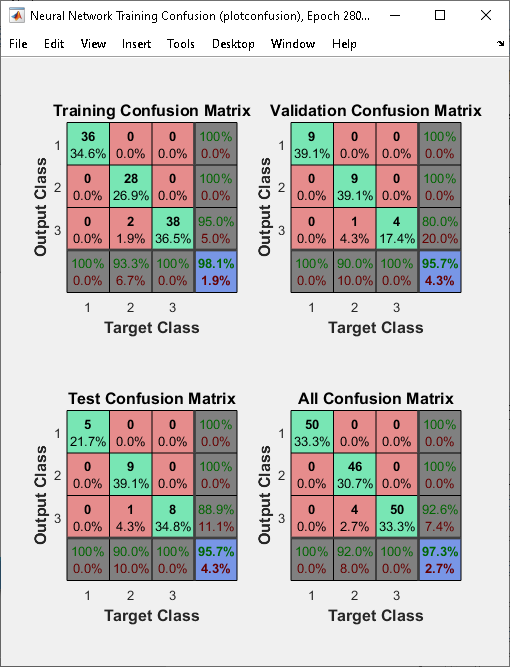 Neural Network Training Confusion (plotconfusion), Epoch 280...
File Edit View Insert Tools Desktop Window Help
Training Confusion Matrix
Output Class
1
36 0 0 100%
34.6% 0.0% 0.0% 0.0%
2
0 28 0 100%
0.0% 26.9% 0.0% 0.0%
3
0 2 38 95.0%
0.0% 1.9% 36.5% 5.0%
100% 93.3% 100% 98.1%
0.0% 6.7% 0.0% 1.9%
1 2 3
Target Class
Validation Confusion Matrix
Output Class
1
9 0 0 100%
39.1% 0.0% 0.0% 0.0%
2
0 9 0 100%
0.0% 39.1% 0.0% 0.0%
3
0 1 4 80.0%
0.0% 4.3% 17.4% 20.0%
100% 90.0% 100% 95.7%
0.0% 10.0% 0.0% 4.3%
1 2 3
Target Class
Test Confusion Matrix
Output Class
1
5 0 0 100%
21.7% 0.0% 0.0% 0.0%
2
0 9 0 100%
0.0% 39.1% 0.0% 0.0%
3
0 1 8 88.9%
0.0% 4.3% 34.8% 11.1%
100% 90.0% 100% 95.7%
0.0% 10.0% 0.0% 4.3%
1 2 3
Target Class
All Confusion Matrix
Output Class
1
50 0 0 100%
33.3% 0.0% 0.0% 0.0%
2
0 46 0 100%
0.0% 30.7% 0.0% 0.0%
3
0 4 50 92.6%
0.0% 2.7% 33.3% 7.4%
100% 92.0% 100% 97.3%
0.0% 8.0% 0.0% 2.7%
1 2 3
Target Class